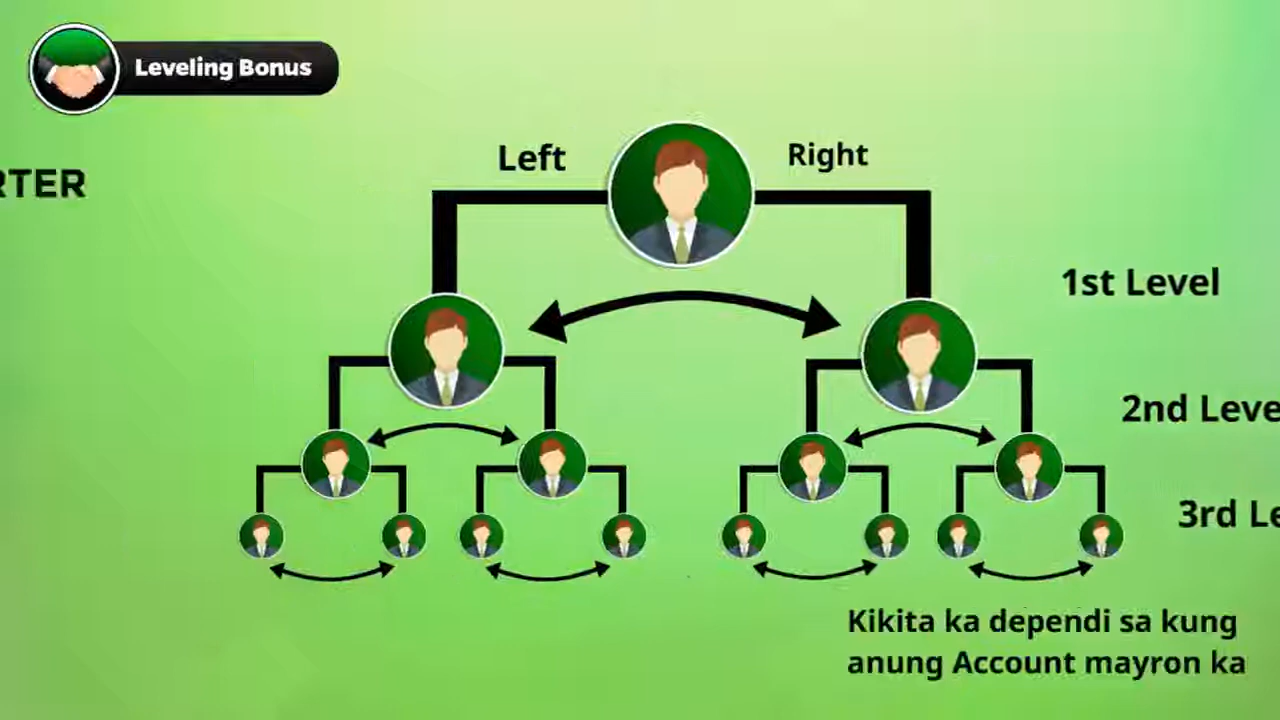 Leveling Bonus
Left
Right
RTER
1st Level
2nd Leve
3rd Le
Kikita ka dependi sa kung
anung Account mayron ka